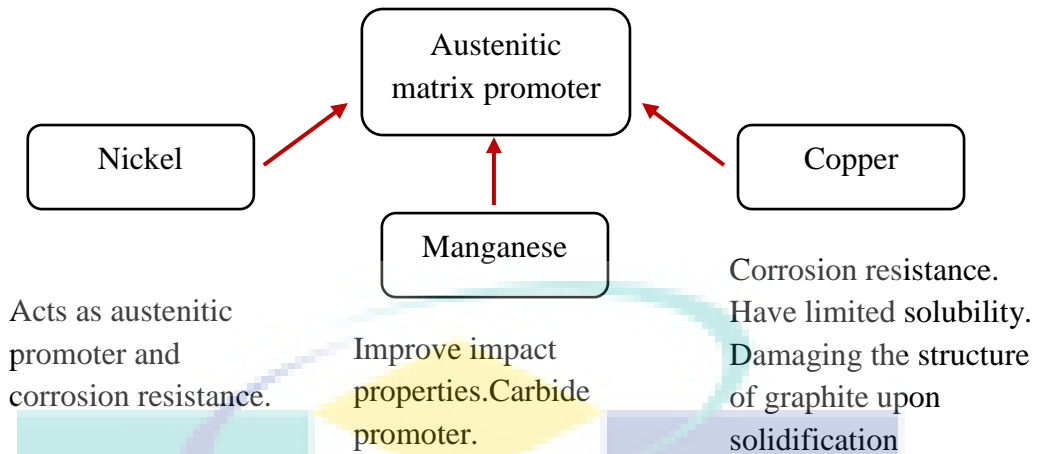 Austenitic
matrix promoter
Nickel
Copper
Manganese
Acts as austenitic
promoter and
corrosion resistance.
Improve impact
properties.Carbide
promoter.
Corrosion resistance.
Have limited solubility.
Damaging the structure
of graphite upon
solidification